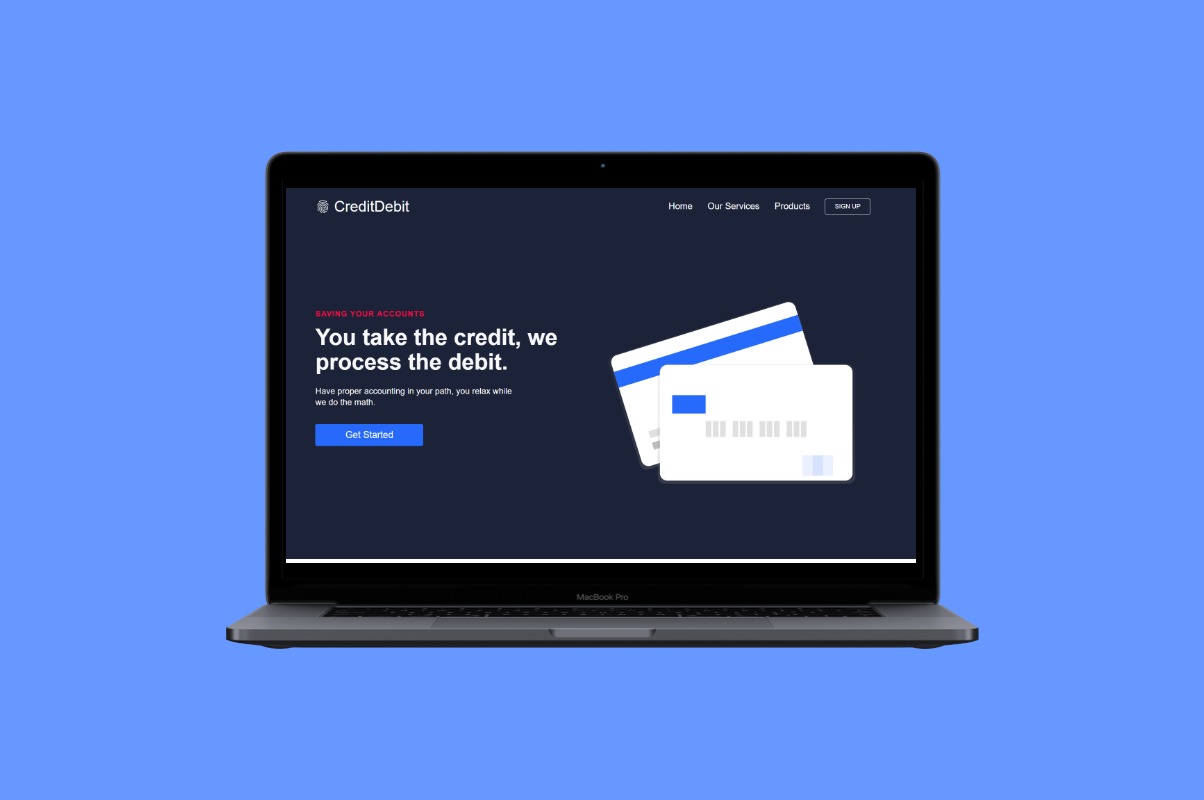 CreditDebit
Home
Our Services
Products
SIGN UP
SAVING YOUR ACCOUNTS
You take the credit, we
process the debit.
Have proper accounting in your path, you relax while
we do the math.
Get Started
MacBook Pro